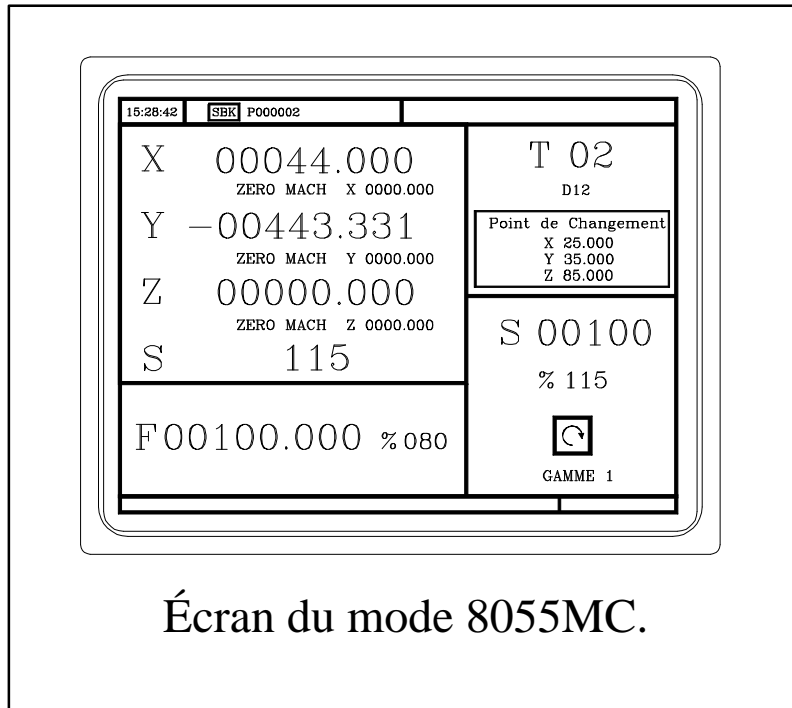 15:28:42 SBK P000002
X 00044.000
ZERO MACH X 0000.000
Y -00443.331
ZERO MACH Y 0000.000
Z 00000.000
ZERO MACH Z 0000.000
S 115
F00100.000 % 080
T 02
D12
Point de Changement
X 25.000
Y 35.000
Z 85.000
S 00100
% 115
GAMME 1
Écran du mode 8055MC.